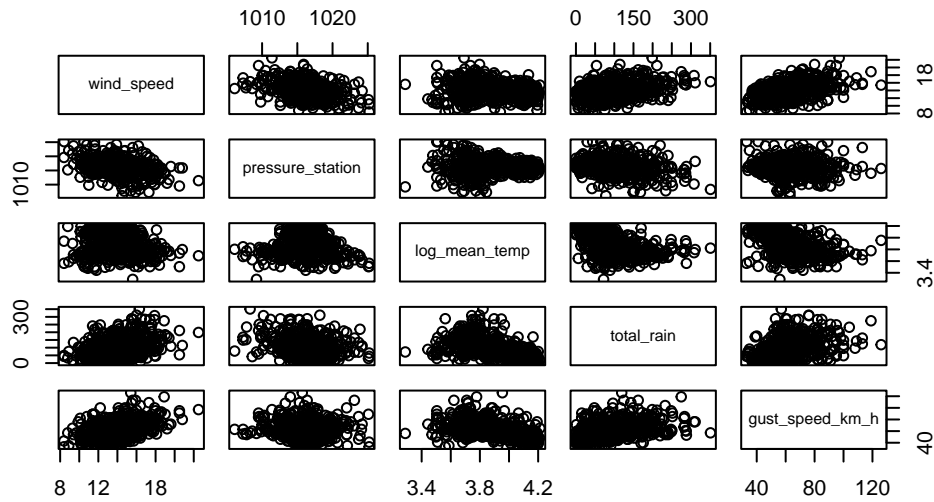 1010 1020 0 150 300
wind_speed
8 18
1010
pressure_station
log_mean_temp
3.4
0 300
total_rain
gust_speed_km_h
40
8 12 18 3.4 3.8 4.2 40 80 120